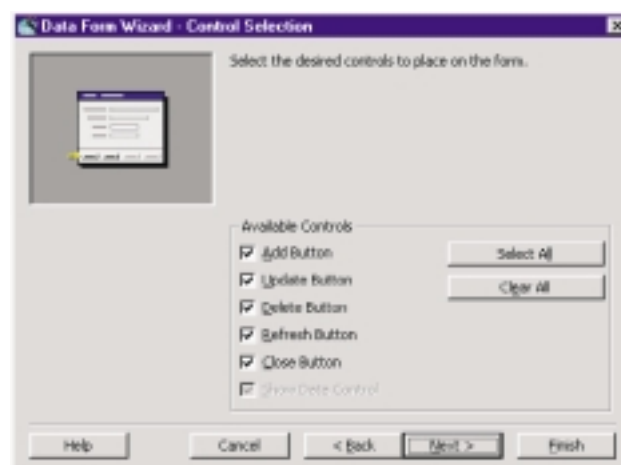 Data Form Wizard - Control Selection
Select the desired controls to place on the form.
Available Controls
Add Button
Update Button
Delete Button
Refresh Button
Close Button
Show Data Control
Select All
Clear All
Help
Cancel
< Back
Next >
Finish